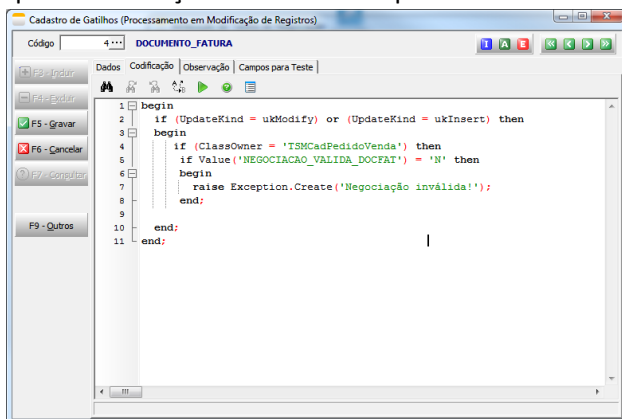 Cadastro de Gatilhos (Processamento em Modificação de Registros)
Código 4 ... DOCUMENTO_FATURA I A E
F3 - Incluir
F4 - Excluir
F5 - Gravar
F6 - Cancelar
F7 - Consultar
F9 - Outros
Dados Codificação Observação Campos para Teste
1 begin
2 if (UpdateKind = ukModify) or (UpdateKind = ukInsert) then
3 begin
4 if (ClassOwner = 'TSMCadPedidoVenda') then
5 if Value('NEGOCIACAO_VALIDA_DOCFAT') = 'N' then
6 begin
7 raise Exception.Create('Negociação inválida!');
8 end;
9
10 end;
11 end;